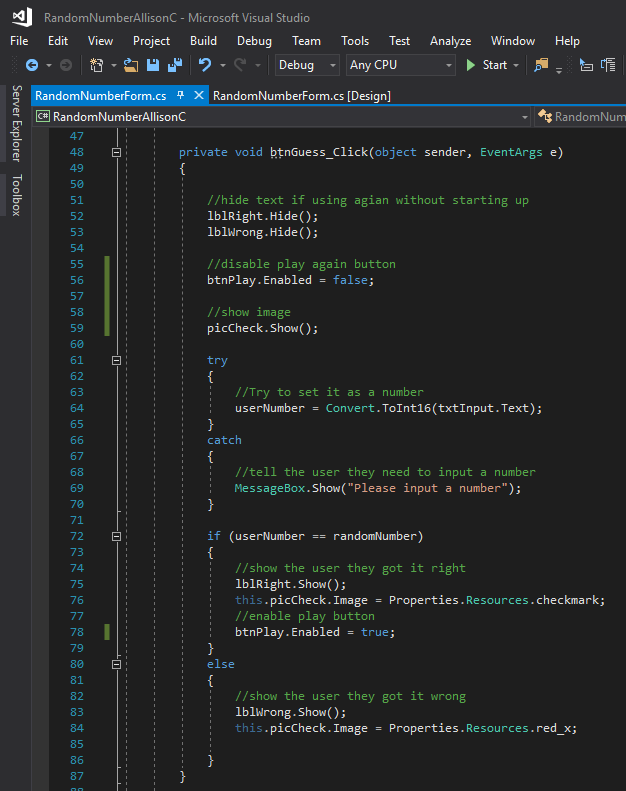 RandomNumberAllisonC - Microsoft Visual Studio
File Edit View Project Build Debug Team Tools Test Analyze Window Help
Debug Any CPU Start
RandomNumberForm.cs RandomNumberForm.cs [Design]
Server Explorer
Toolbox
C# RandomNumberAllisonC RandomNum
47
48 private void btnGuess_Click(object sender, EventArgs e)
49 {
50
51 //hide text if using agian without starting up
52 lblRight.Hide();
53 lblWrong.Hide();
54
55 //disable play again button
56 btnPlay.Enabled = false;
57
58 //show image
59 picCheck.Show();
60
61 try
62 {
63 //Try to set it as a number
64 userNumber = Convert.ToInt16(txtInput.Text);
65 }
66 catch
67 {
68 //tell the user they need to input a number
69 MessageBox.Show("Please input a number");
70 }
71
72 if (userNumber == randomNumber)
73 {
74 //show the user they got it right
75 lblRight.Show();
76 this.picCheck.Image = Properties.Resources.checkmark;
77 //enable play button
78 btnPlay.Enabled = true;
79 }
80 else
81 {
82 //show the user they got it wrong
83 lblWrong.Show();
84 this.picCheck.Image = Properties.Resources.red_x;
85
86 }
87 }